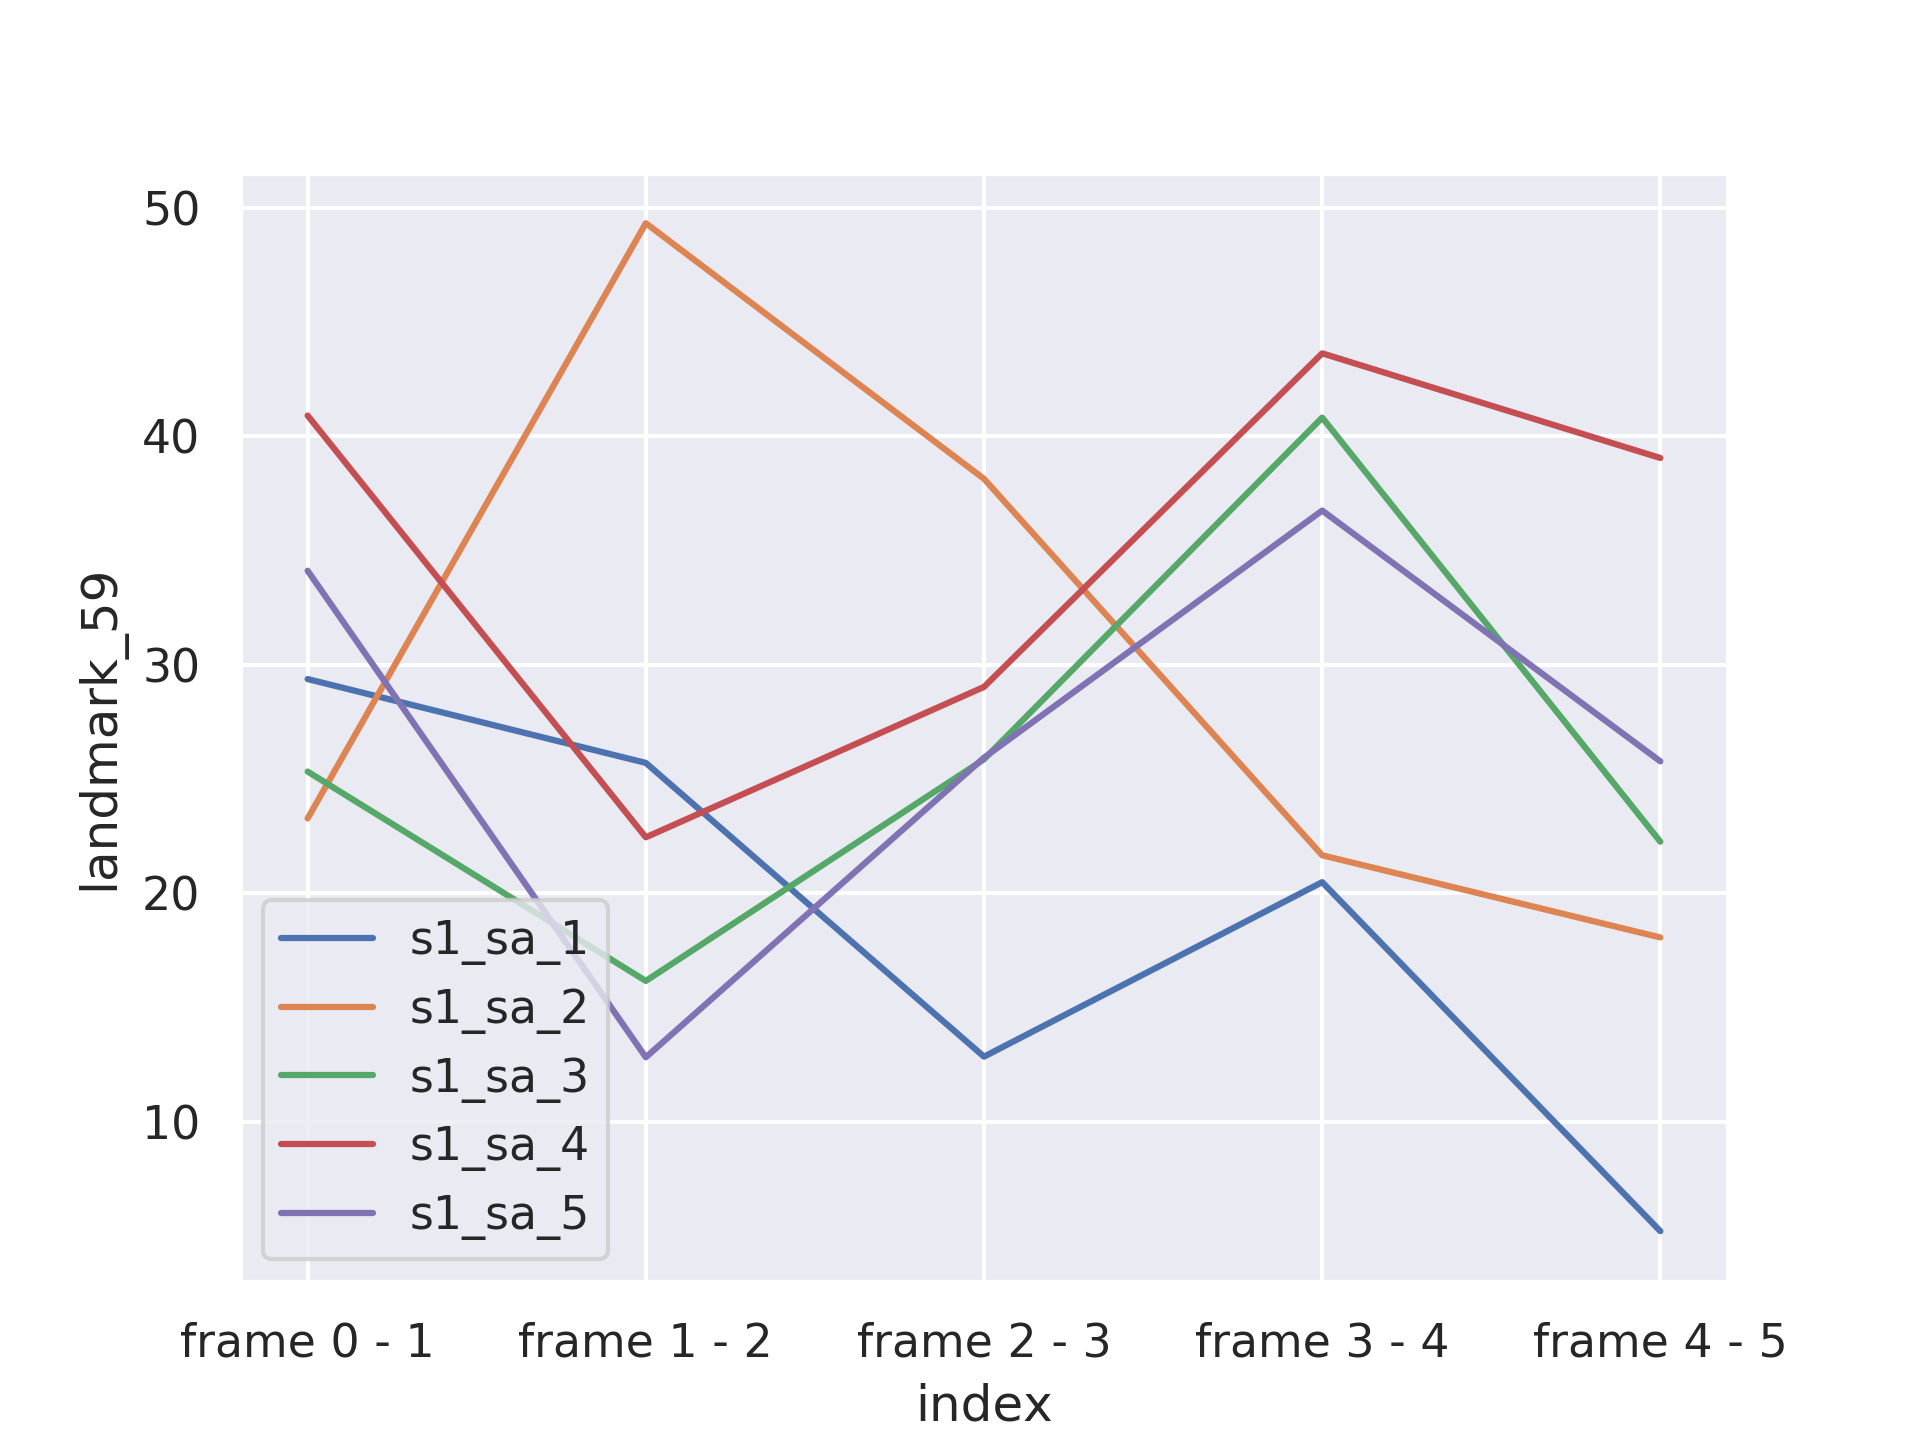 50
40
30
20
10
landmark_59
s1_sa_1
s1_sa_2
s1_sa_3
s1_sa_4
s1_sa_5
frame 0 - 1 frame 1 - 2 frame 2 - 3 frame 3 - 4 frame 4 - 5
index